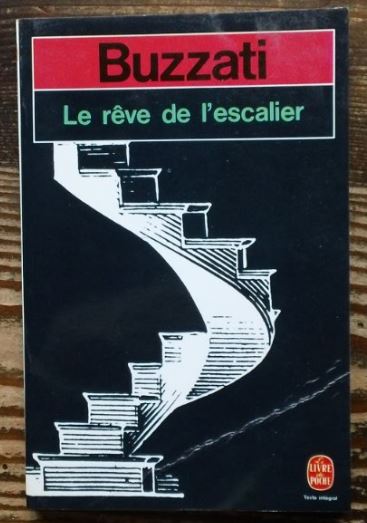 Buzzati
Le rêve de l'escalier
LE
LIVRE
DE
POCHE
Texte intégral